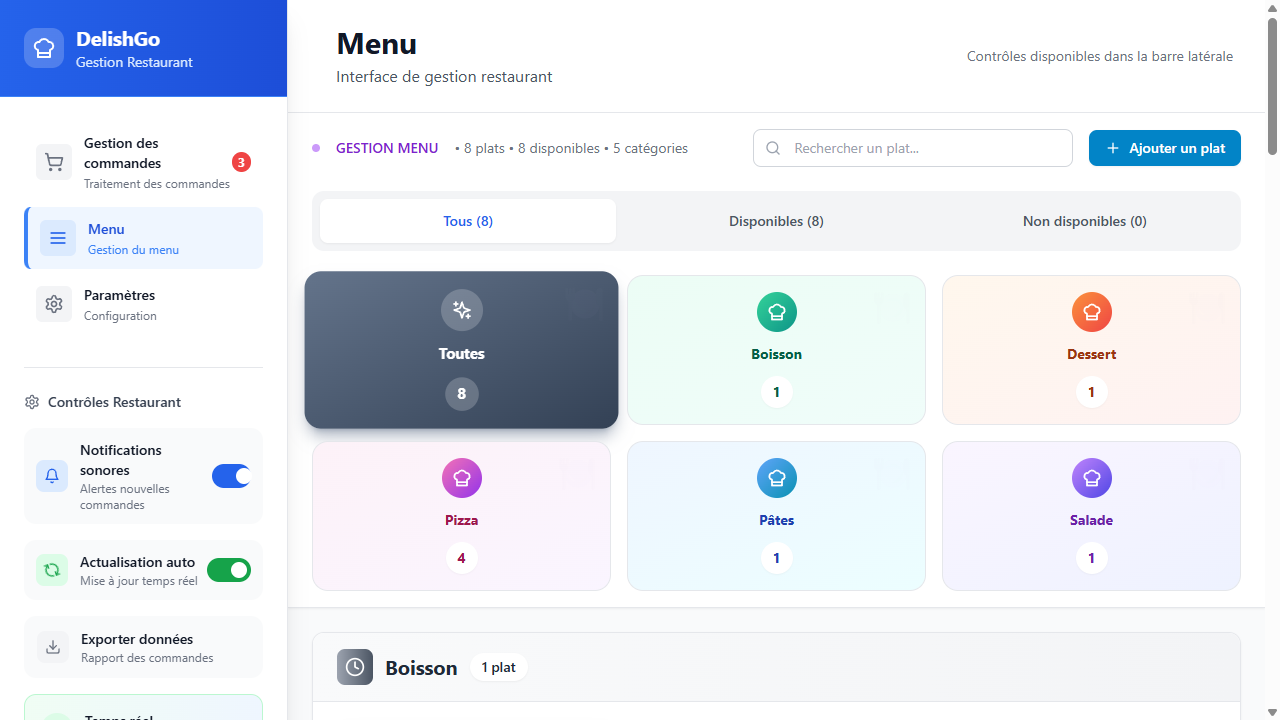 DelishGo
Gestion Restaurant
Gestion des
commandes
Traitement des commandes
3
Menu
Gestion du menu
Paramètres
Configuration
Contrôles Restaurant
Notifications
sonores
Alertes nouvelles
commandes
Actualisation auto
Mise à jour temps réel
Exporter données
Rapport des commandes
Temps réel
Menu
Interface de gestion restaurant
Contrôles disponibles dans la barre latérale
GESTION MENU • 8 plats • 8 disponibles • 5 catégories
Rechercher un plat...
Ajouter un plat
Tous (8)
Disponibles (8)
Non disponibles (0)
Toutes
8
Boisson
1
Dessert
1
Pizza
4
Pâtes
1
Salade
1
Boisson 1 plat